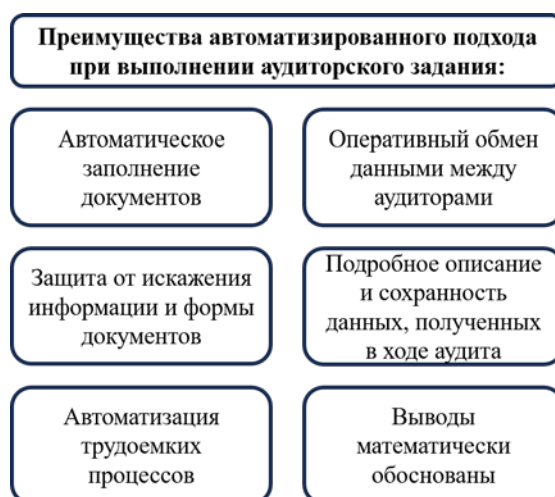 Преимущества автоматизированного подхода
при выполнении аудиторского задания:
Автоматическое
заполнение
документов
Оперативный обмен
данными между
аудиторами
Защита от искажения
информации и формы
документов
Подробное описание
и сохранность
данных, полученных
в ходе аудита
Автоматизация
трудоемких
процессов
Выводы
математически
обоснованы